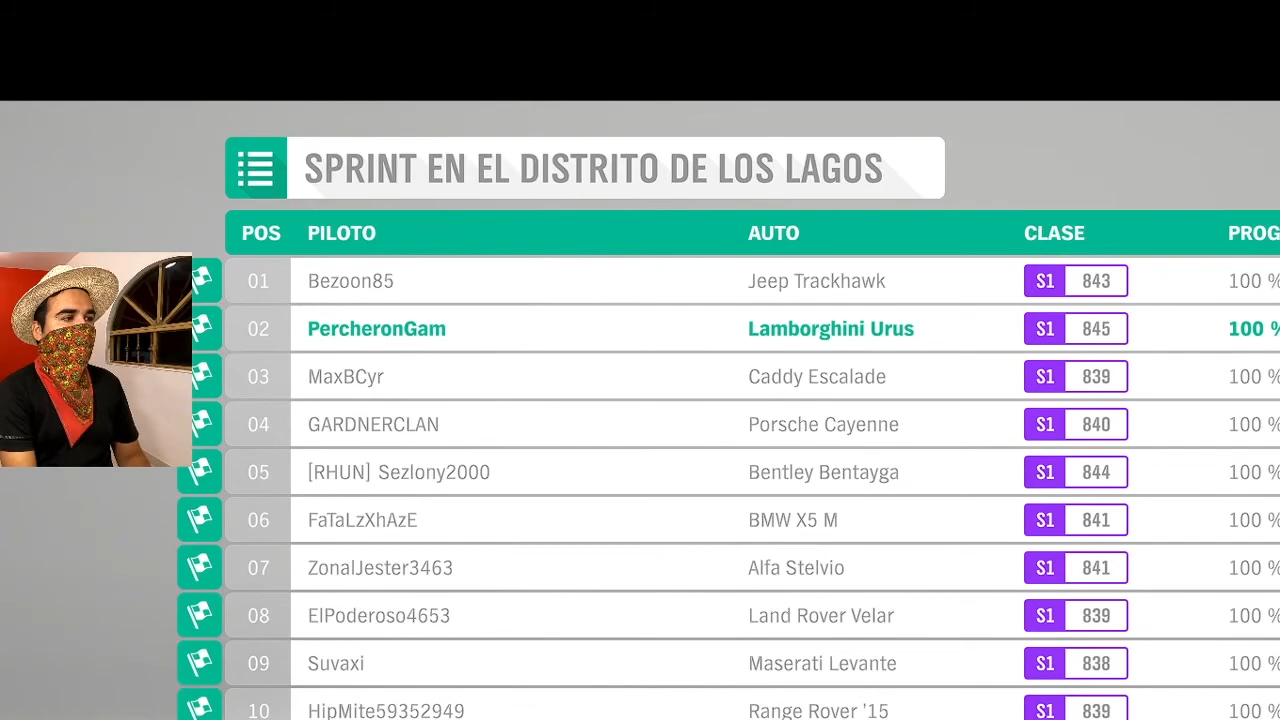 SPRINT EN EL DISTRITO DE LOS LAGOS
POS PILOTO AUTO CLASE PROG
01 Bezoon85 Jeep Trackhawk S1 843 100 %
02 PercheronGam Lamborghini Urus S1 845 100 %
03 MaxBCyr Caddy Escalade S1 839 100 %
04 GARDNERCLAN Porsche Cayenne S1 840 100 %
05 [RHUN] Sezlony2000 Bentley Bentayga S1 844 100 %
06 FaTaLzXhAzE BMW X5 M S1 841 100 %
07 ZonalJester3463 Alfa Stelvio S1 841 100 %
08 ElPoderoso4653 Land Rover Velar S1 839 100 %
09 Suvaxi Maserati Levante S1 838 100 %
10 HipMite59352949 Range Rover '15 S1 839 100 %